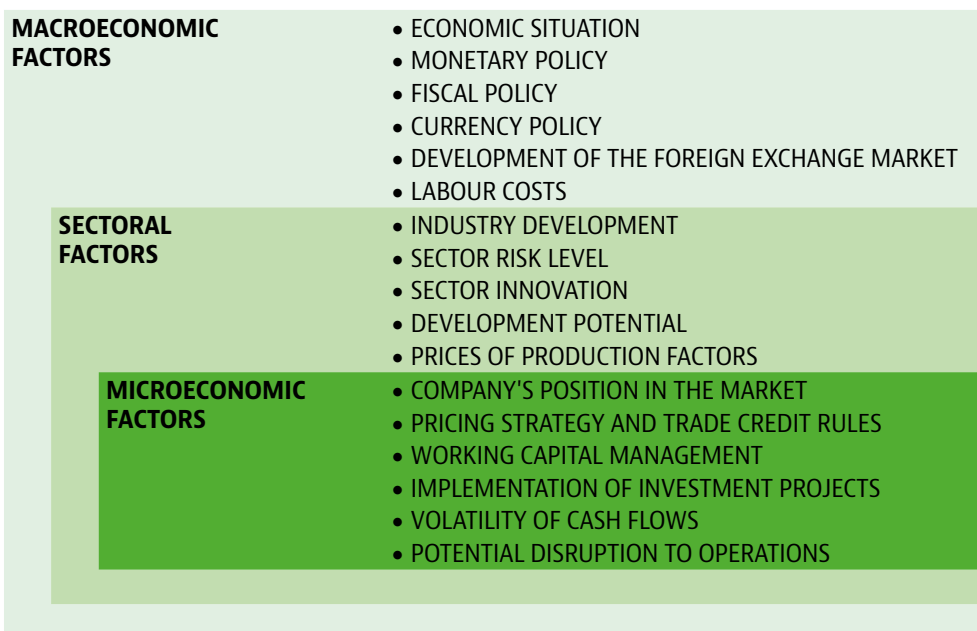 MACROECONOMIC
FACTORS
• ECONOMIC SITUATION
• MONETARY POLICY
• FISCAL POLICY
• CURRENCY POLICY
• DEVELOPMENT OF THE FOREIGN EXCHANGE MARKET
• LABOUR COSTS
SECTORAL
FACTORS
• INDUSTRY DEVELOPMENT
• SECTOR RISK LEVEL
• SECTOR INNOVATION
• DEVELOPMENT POTENTIAL
• PRICES OF PRODUCTION FACTORS
MICROECONOMIC
FACTORS
• COMPANY'S POSITION IN THE MARKET
• PRICING STRATEGY AND TRADE CREDIT RULES
• WORKING CAPITAL MANAGEMENT
• IMPLEMENTATION OF INVESTMENT PROJECTS
• VOLATILITY OF CASH FLOWS
• POTENTIAL DISRUPTION TO OPERATIONS